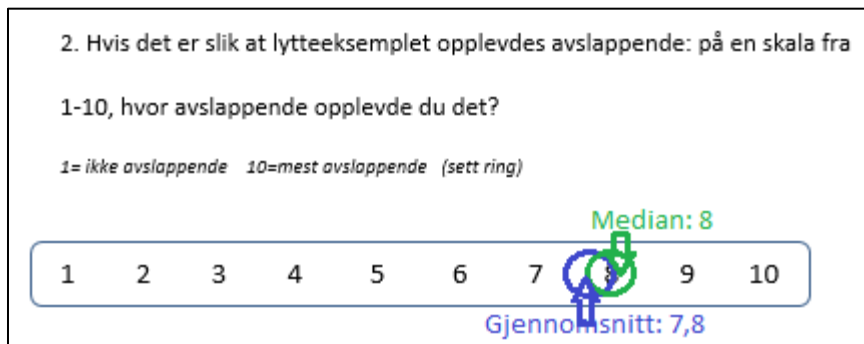 2. Hvis det er slik at lytteeksemplet opplevdes avslappende: på en skala fra
1-10, hvor avslappende opplevde du det?
1= ikke avslappende 10=mest avslappende (sett ring)
Median: 8
1 2 3 4 5 6 7 8 9 10
Gjennomsnitt: 7,8